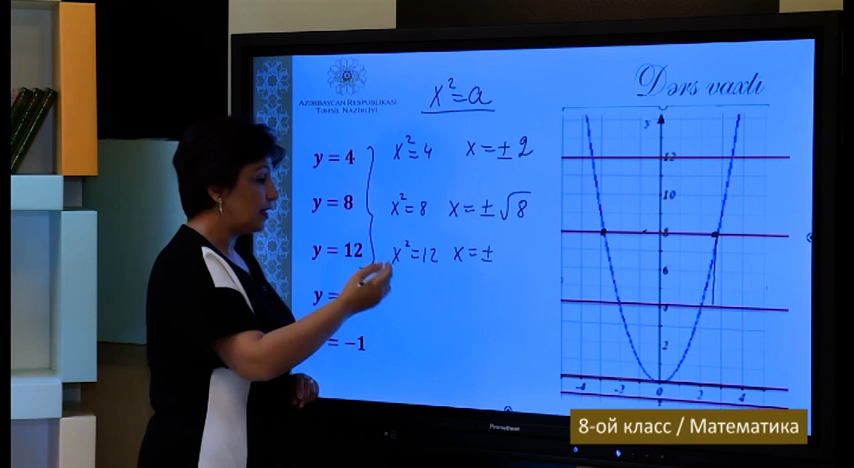 Dərs vaxtı
AZƏRBAYCAN RESPUBLİKASI
TƏHSİL NAZİRLİYİ
x²=a
y = 4 x²=4 x=±2
y = 8 x²=8 x=±√8
y = 12 x²=12 x=±
y =
= −1
y
12
10
8
6
4
2
-4 -2 0 2 4
Promethean
8-ой класс / Математика